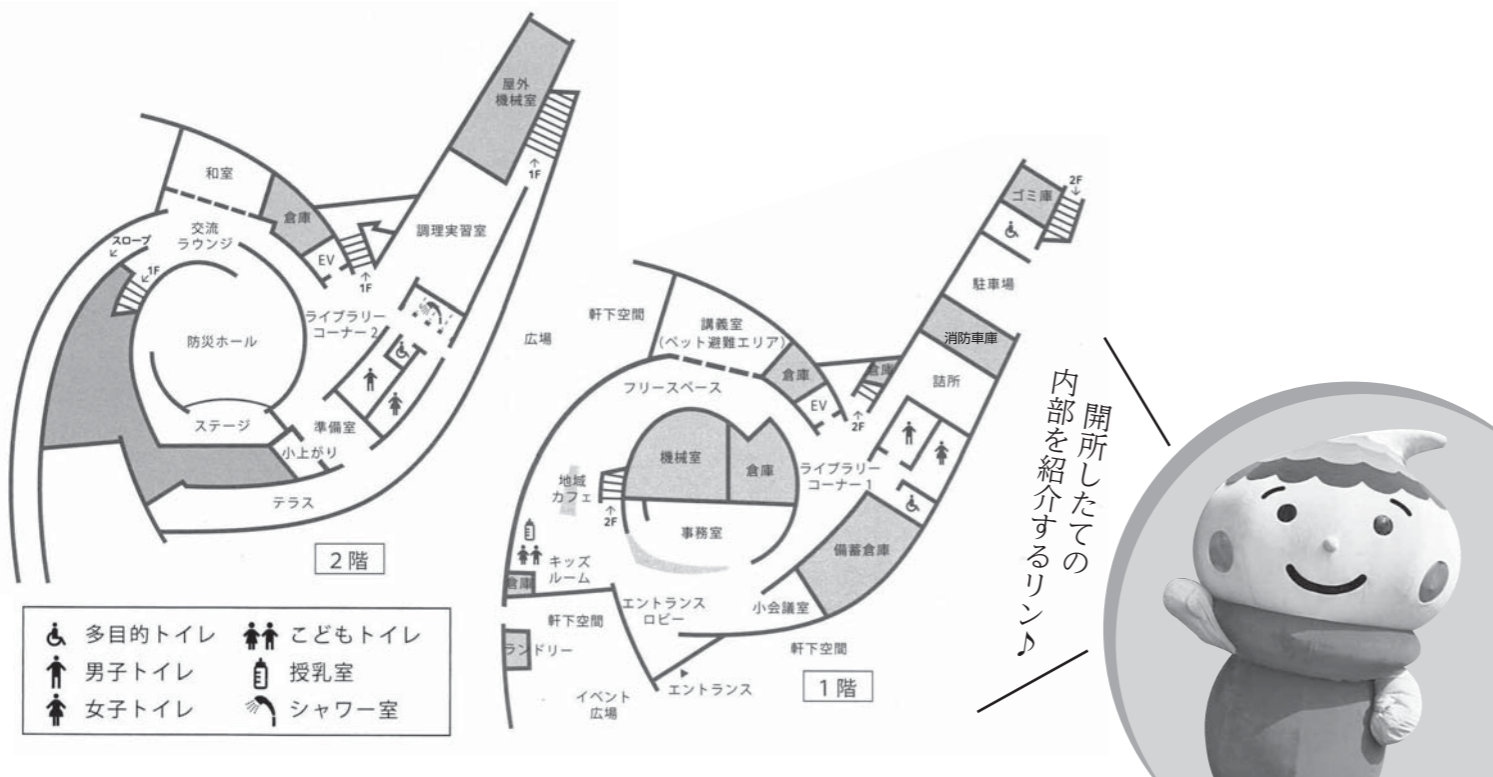 屋外
機械室
↑
1F
和室
倉庫
調理実習室
交流
ラウンジ
スロープ
↙
EV
↑
1F
↙1F
ライブラリー
コーナー2
防災ホール
ステージ
準備室
小上がり
テラス
2階
広場
ゴミ庫
2F
↓
駐車場
消防車庫
詰所
軒下空間
講義室
(ペット避難エリア)
倉庫
倉庫
EV
↑
2F
フリースペース
機械室
倉庫
ライブラリー
コーナー1
地域
カフェ
↑
2F
事務室
備蓄倉庫
キッズ
ルーム
倉庫
エントランス
ロビー
小会議室
軒下空間
軒下空間
ランドリー
イベント
広場
エントランス
1階
多目的トイレ
こどもトイレ
男子トイレ
授乳室
女子トイレ
シャワー室
開所したての
内部を紹介するリン♪